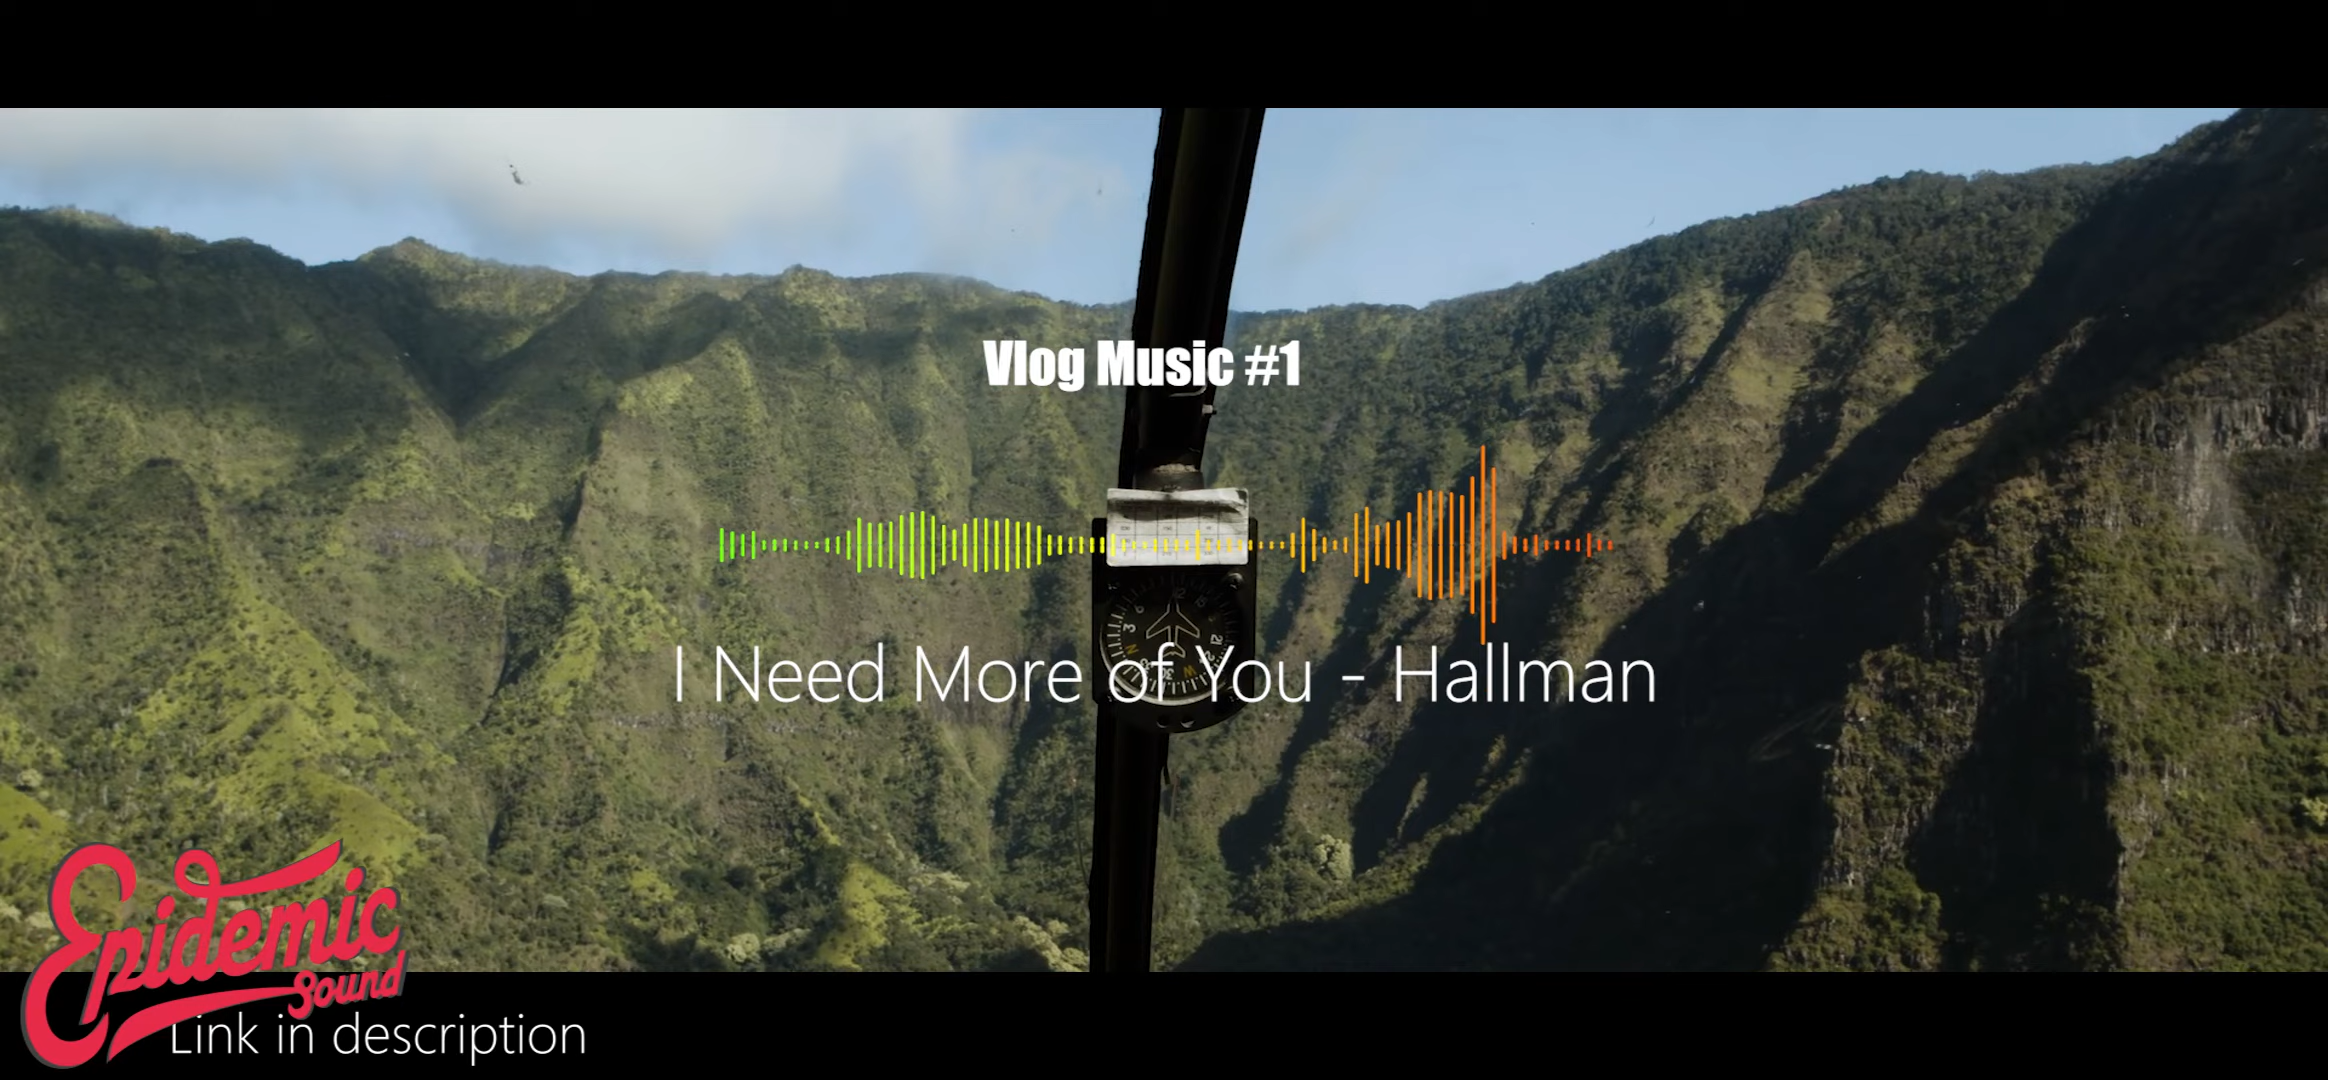 Vlog Music #1
I Need More of You - Hallman
Epidemic
Sound
Link in description